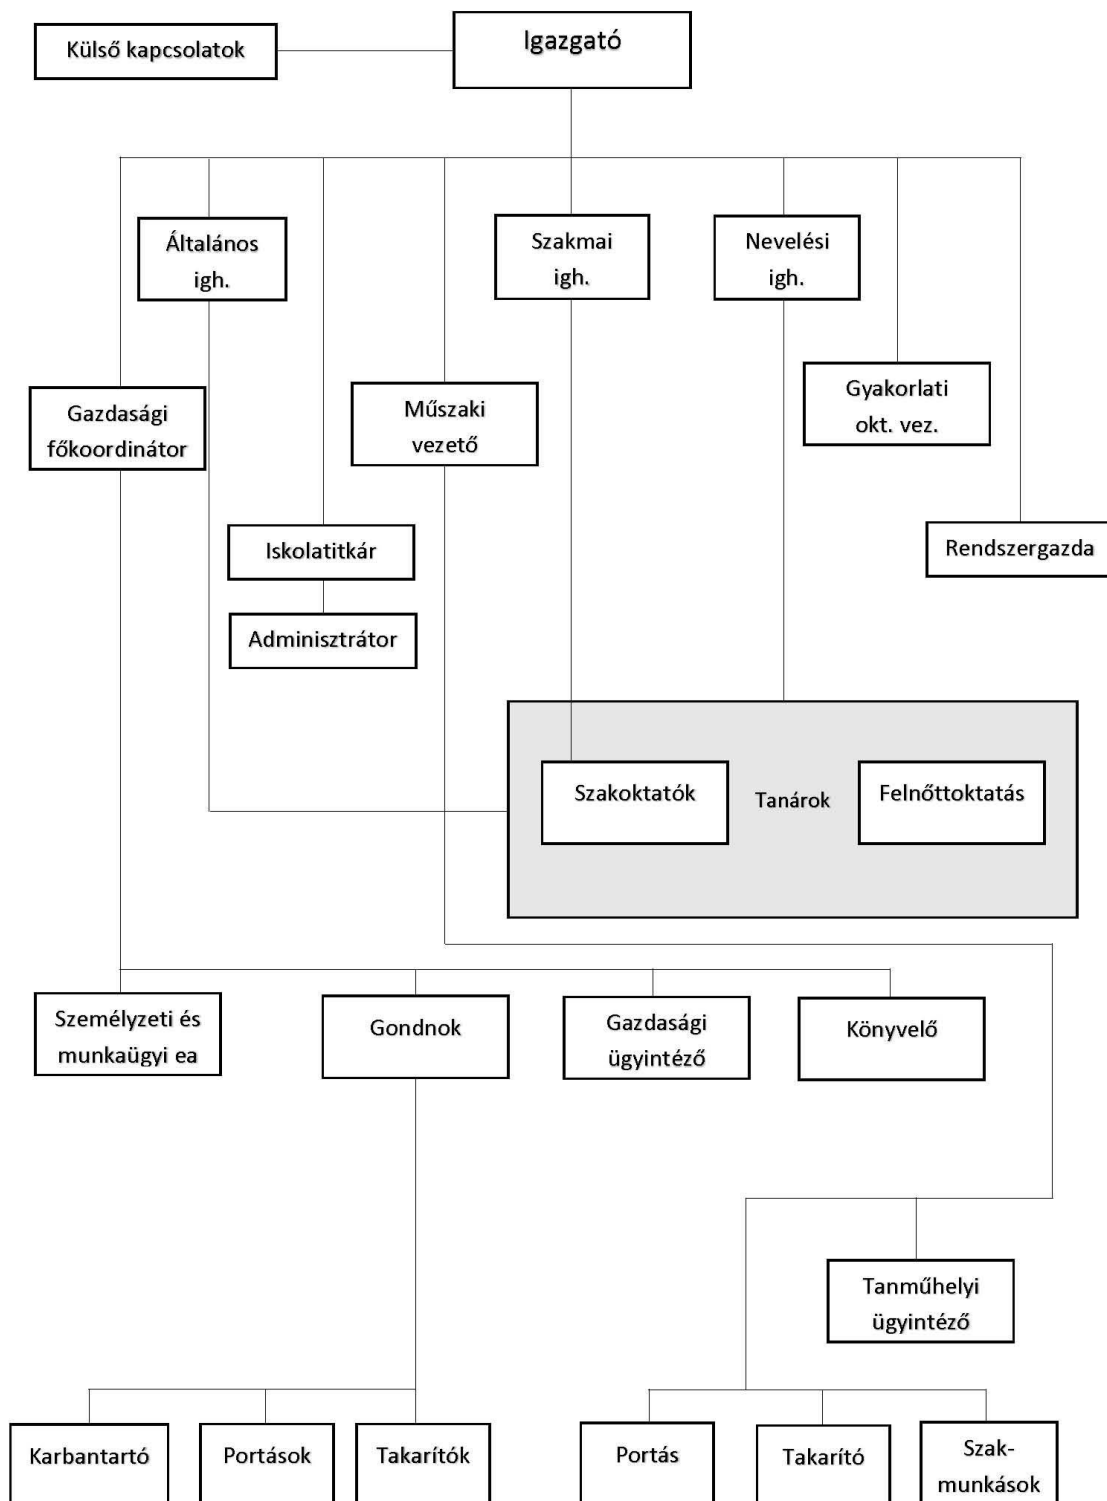 Külső kapcsolatok
Igazgató
Általános
igh.
Szakmai
igh.
Nevelési
igh.
Gazdasági
főkoordinátor
Műszaki
vezető
Gyakorlati
okt. vez.
Iskolatitkár
Rendszergazda
Adminisztrátor
Szakoktatók
Tanárok
Felnőttoktatás
Személyzeti és
munkaügyi ea
Gondnok
Gazdasági
ügyintéző
Könyvelő
Tanműhelyi
ügyintéző
Karbantartó
Portások
Takarítók
Portás
Takarító
Szak-
munkások